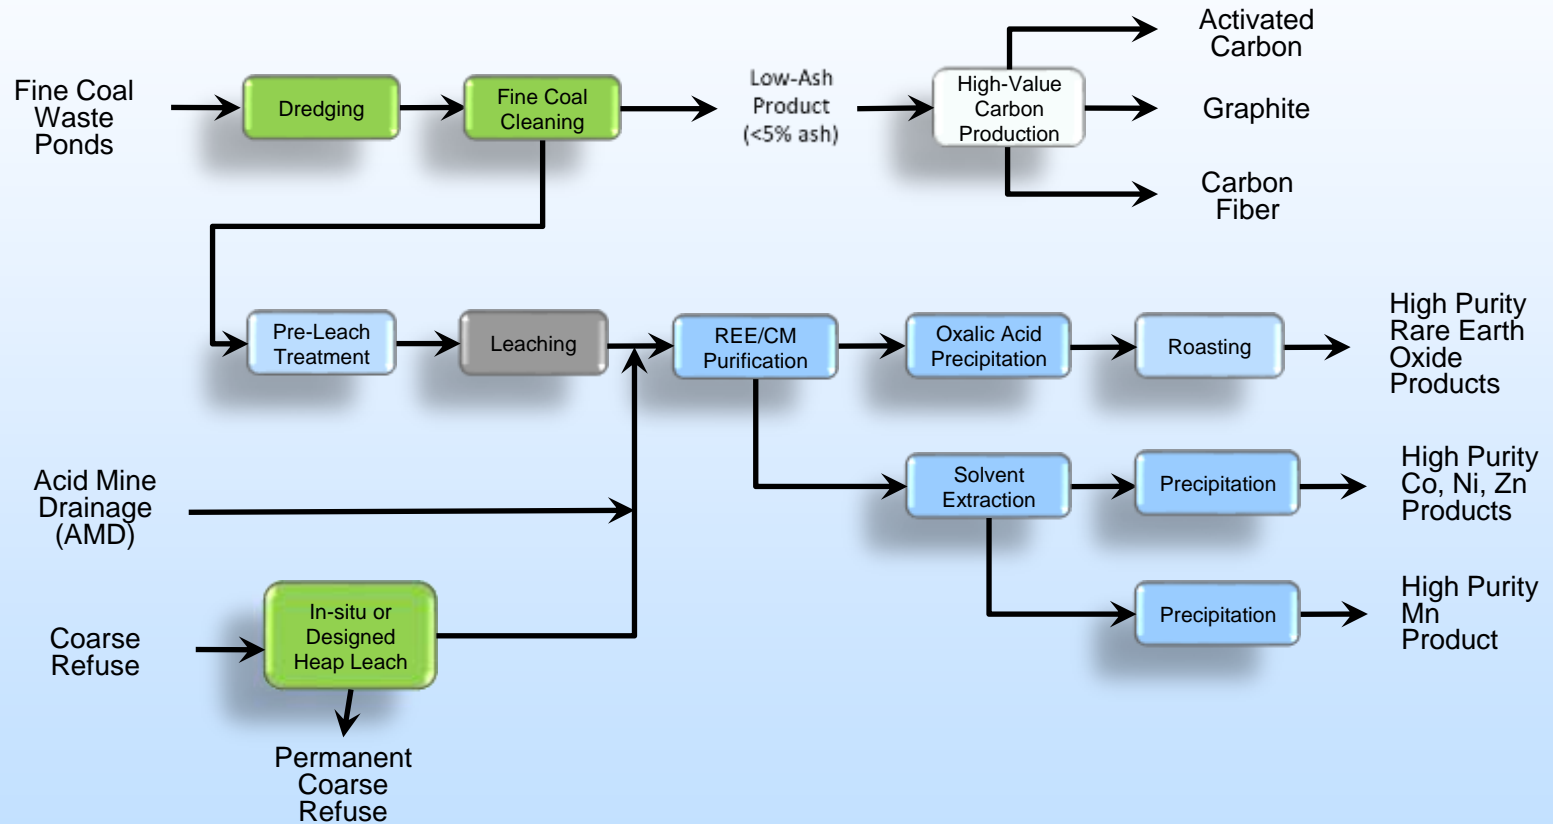 Fine Coal
Waste
Ponds
Dredging
Fine Coal
Cleaning
Low-Ash
Product
(<5% ash)
High-Value
Carbon
Production
Activated
Carbon
Graphite
Carbon
Fiber
Pre-Leach
Treatment
Leaching
REE/CM
Purification
Oxalic Acid
Precipitation
Roasting
High Purity
Rare Earth
Oxide
Products
Acid Mine
Drainage
(AMD)
Solvent
Extraction
Precipitation
High Purity
Co, Ni, Zn
Products
Coarse
Refuse
In-situ or
Designed
Heap Leach
Precipitation
High Purity
Mn
Product
Permanent
Coarse
Refuse